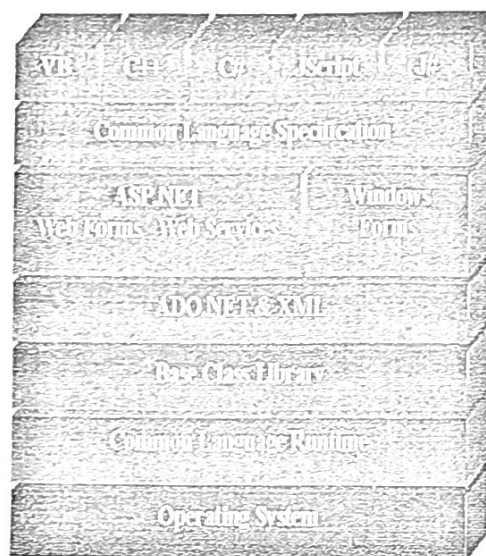 VB C++ C# JScript J#
Common Language Specification
ASP.NET Windows
Web Forms Web Services Forms
ADO.NET & XML
Base Class Library
Common Language Runtime
Operating System